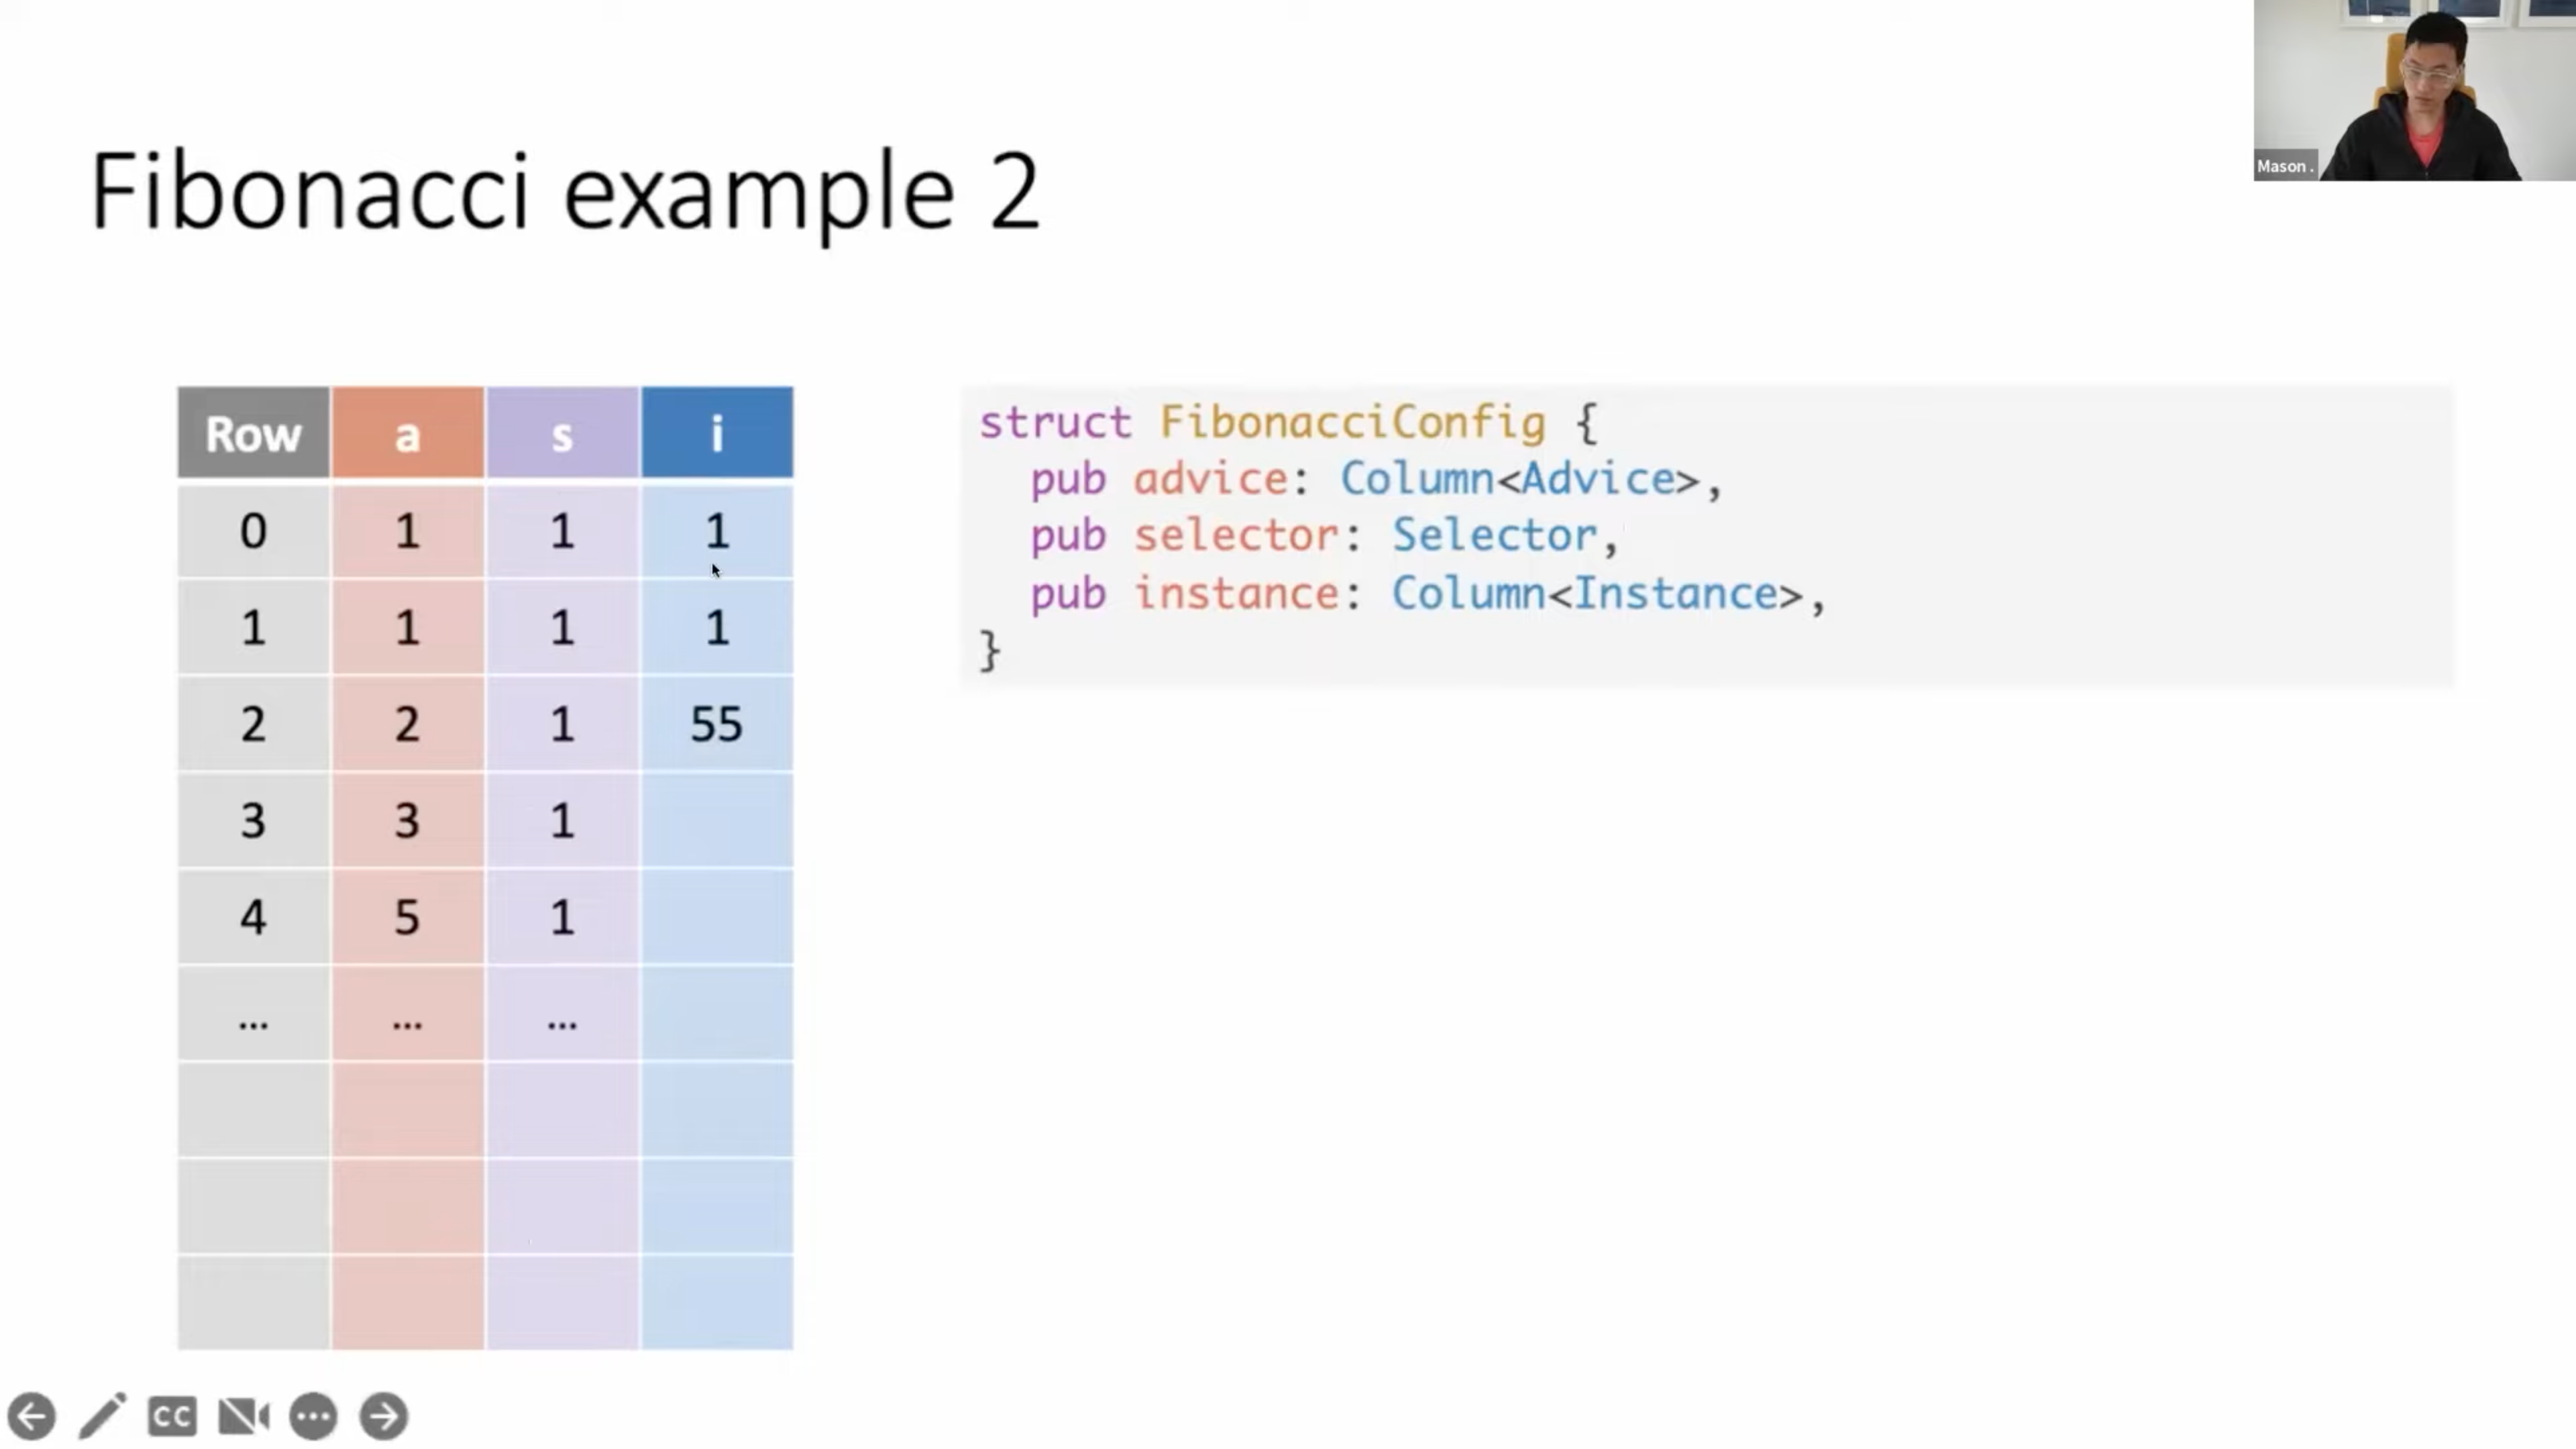 Mason .
Fibonacci example 2
Row a s i
0 1 1 1
1 1 1 1
2 2 1 55
3 3 1
4 5 1
... ... ...
struct FibonacciConfig {
pub advice: Column<Advice>,
pub selector: Selector,
pub instance: Column<Instance>,
}
CC